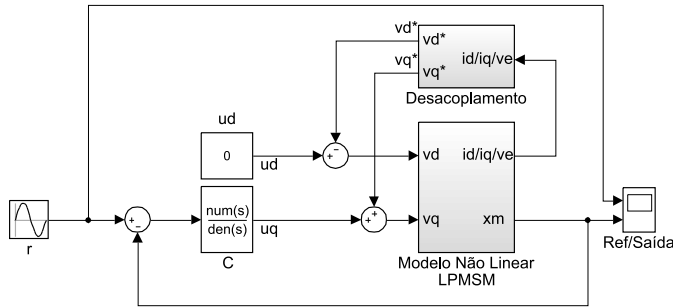 vd*
vd*
id/iq/ve
vq*
vq*
Desacoplamento
ud
0
ud
vd
id/iq/ve
num(s)
den(s)
uq
vq
xm
r
C
Modelo Não Linear
LPMSM
Ref/Saída